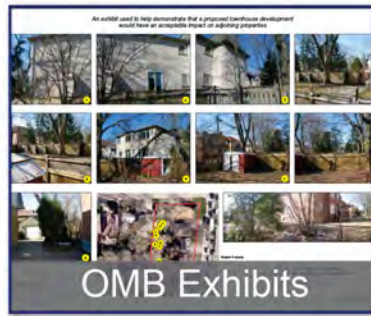 An exhibit used to help demonstrate that a proposed townhouse development
would have an acceptable impact on adjoining properties
OMB Exhibits